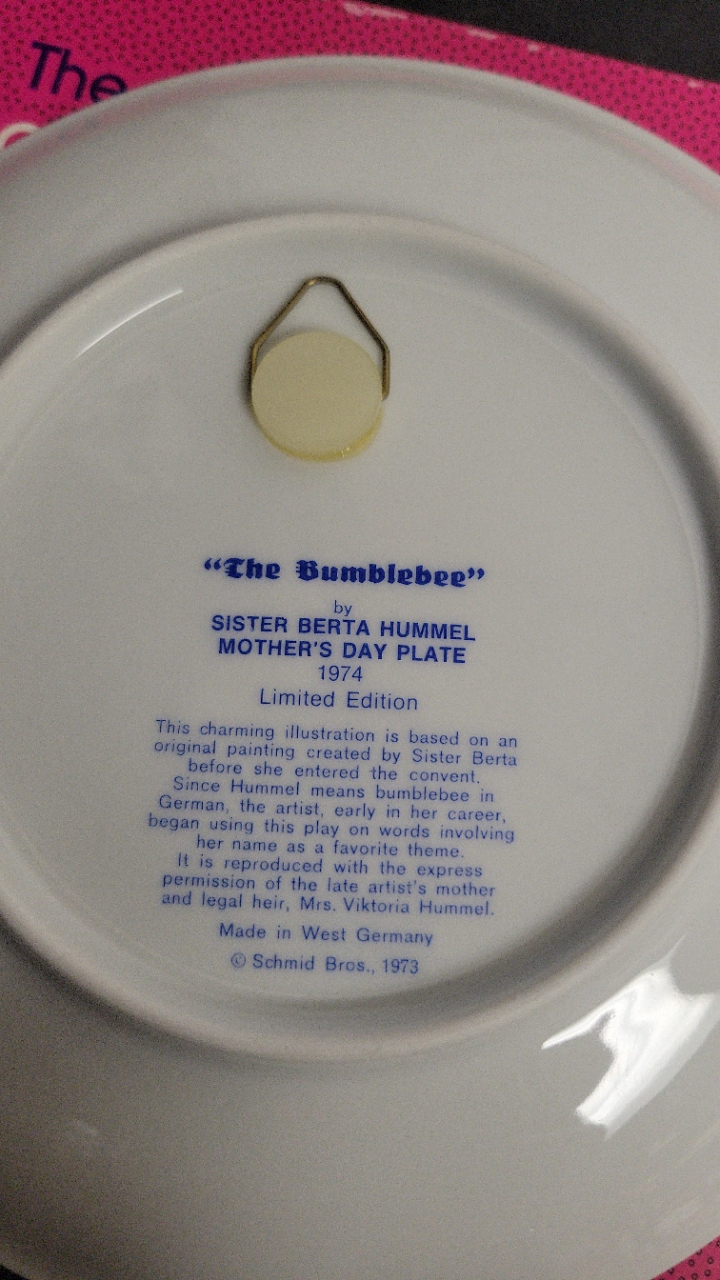 The
"The Bumblebee"
by
SISTER BERTA HUMMEL
MOTHER'S DAY PLATE
1974
Limited Edition
This charming illustration is based on an
original painting created by Sister Berta
before she entered the convent.
Since Hummel means bumblebee in
German, the artist, early in her career,
began using this play on words involving
her name as a favorite theme.
It is reproduced with the express
permission of the late artist's mother
and legal heir, Mrs. Viktoria Hummel.
Made in West Germany
© Schmid Bros., 1973